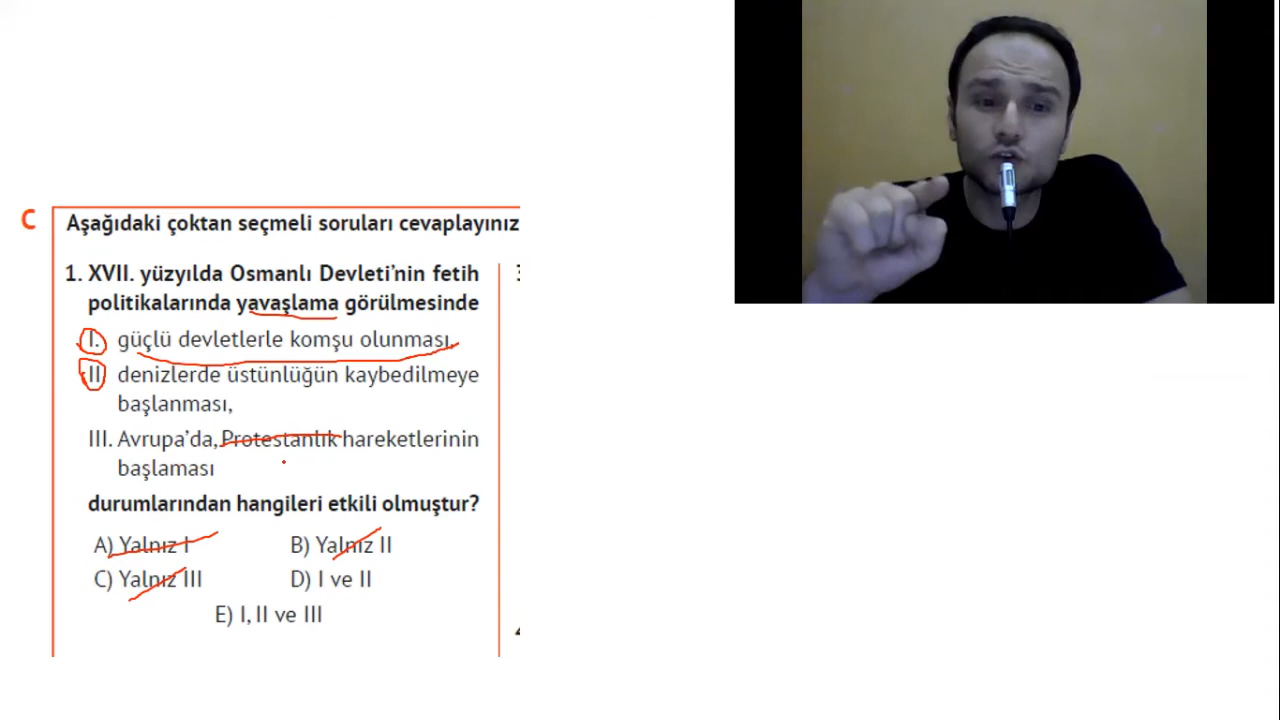 C
Aşağıdaki çoktan seçmeli soruları cevaplayınız
1. XVII. yüzyılda Osmanlı Devleti'nin fetih
politikalarında yavaşlama görülmesinde
I. güçlü devletlerle komşu olunması,
II denizlerde üstünlüğün kaybedilmeye
başlanması,
III. Avrupa'da, Protestanlık hareketlerinin
başlaması
durumlarından hangileri etkili olmuştur?
A) Yalnız I
B) Yalnız II
C) Yalnız III
D) I ve II
E) I, II ve III